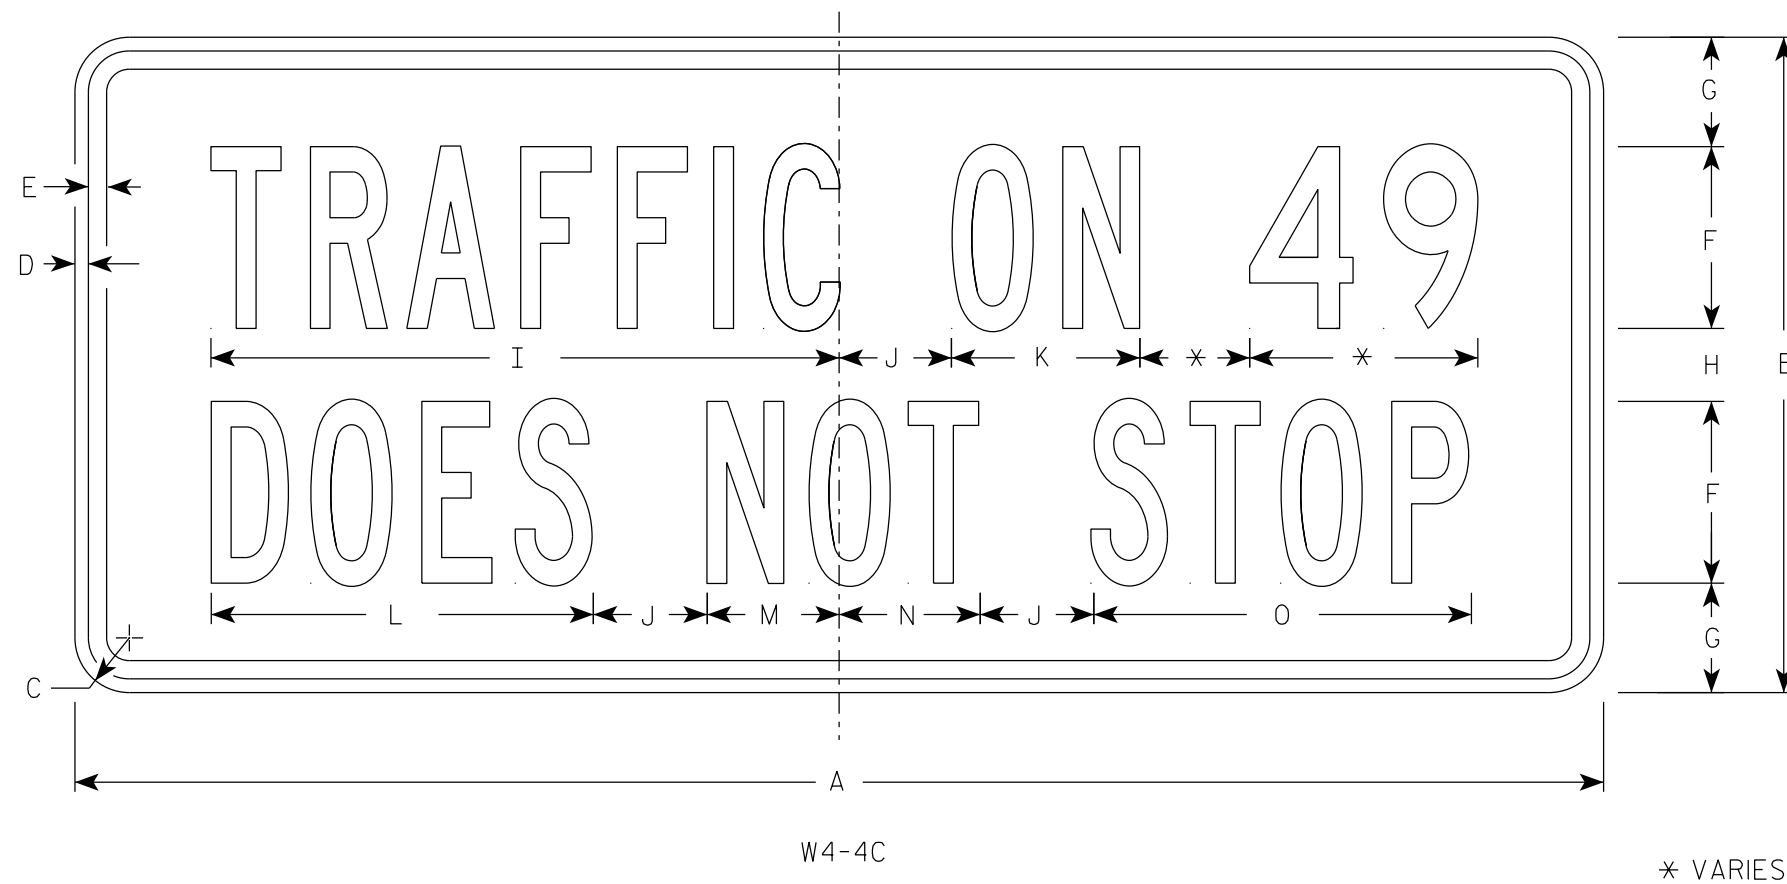 G
TRAFFIC ON 49
E
F
D
I J K * * H
DOES NOT STOP
F
L J M N J O
G
C
A
W4-4C
* VARIES